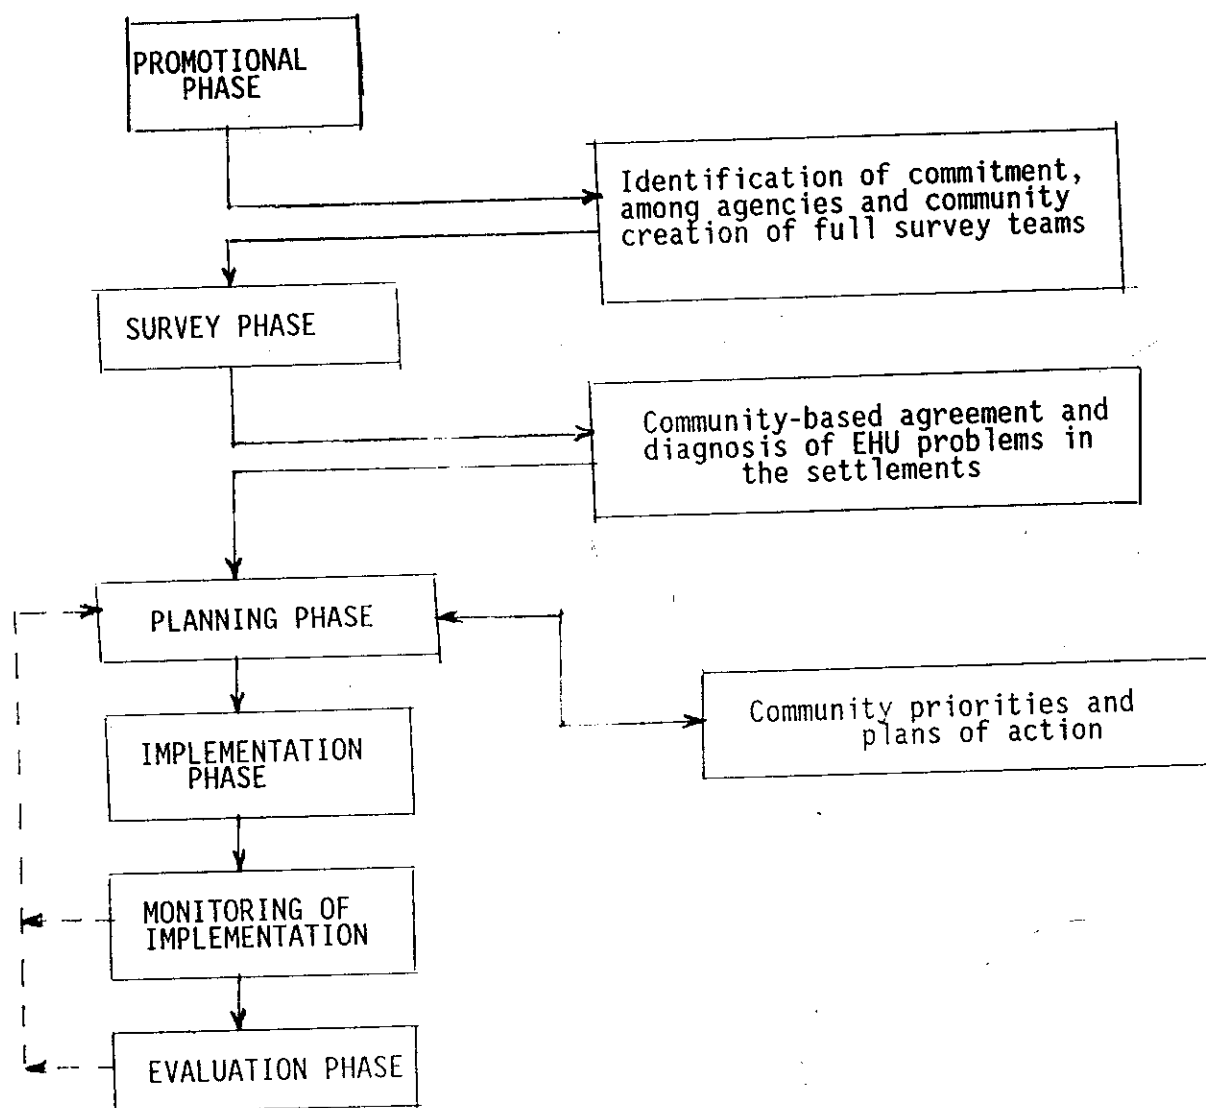 PROMOTIONAL
PHASE
Identification of commitment,
among agencies and community
creation of full survey teams
SURVEY PHASE
Community-based agreement and
diagnosis of EHU problems in
the settlements
PLANNING PHASE
Community priorities and
plans of action
IMPLEMENTATION
PHASE
MONITORING OF
IMPLEMENTATION
EVALUATION PHASE